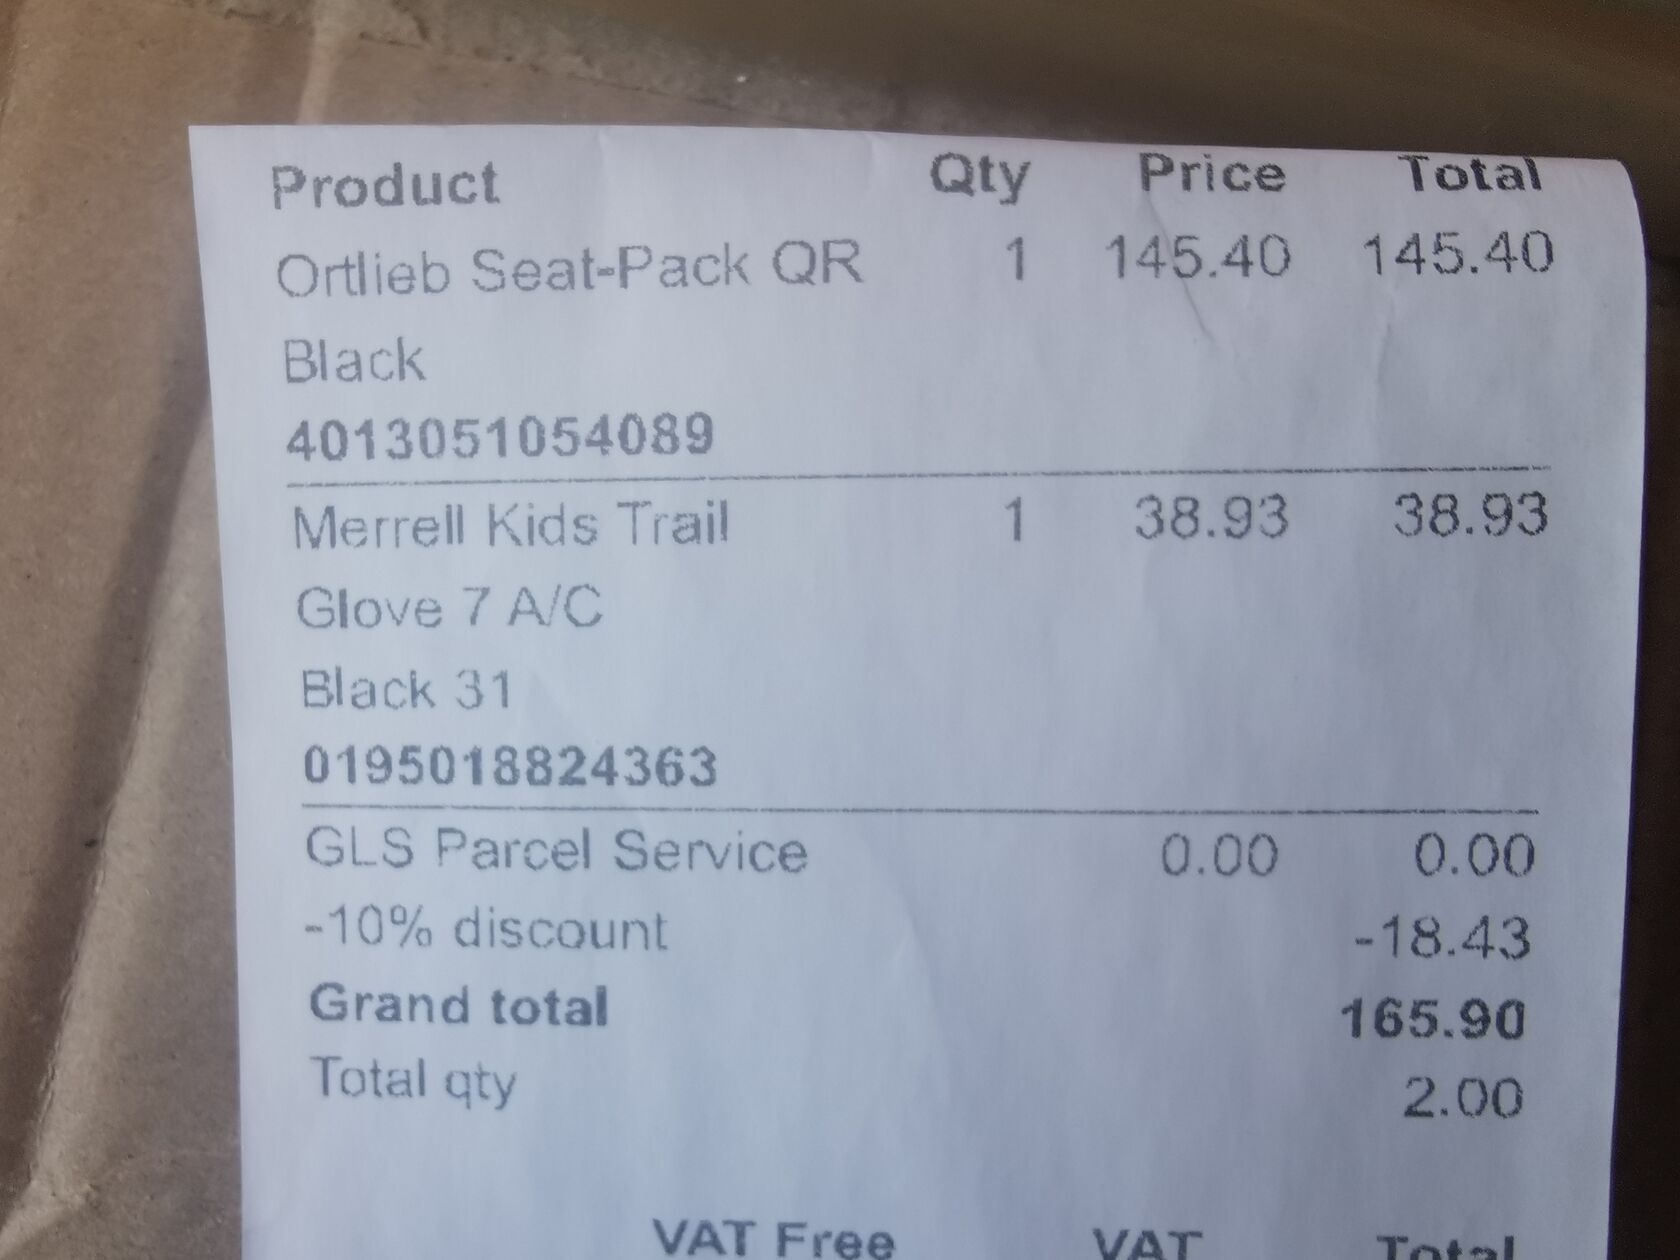 Product Qty Price Total
Ortlieb Seat-Pack QR 1 145.40 145.40
Black
4013051054089
Merrell Kids Trail 1 38.93 38.93
Glove 7 A/C
Black 31
0195018824363
GLS Parcel Service 0.00 0.00
-10% discount -18.43
Grand total 165.90
Total qty 2.00
VAT Free VAT Total